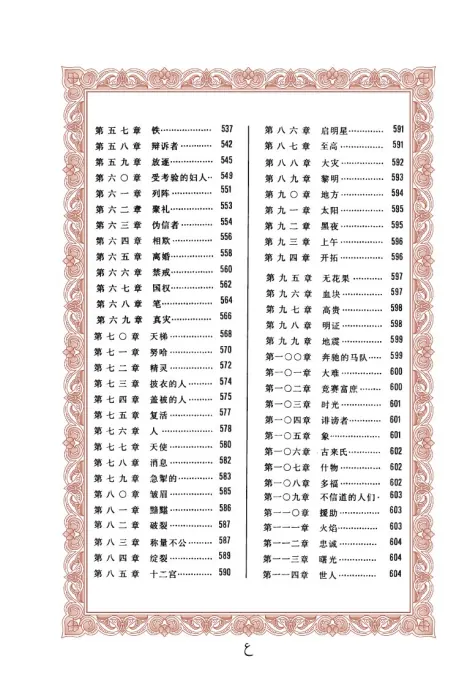 第五七章 铁………………… 537
第五八章 辩诉者…………… 542
第五九章 放逐……………… 545
第六〇章 受考验的妇人… 549
第六一章 列阵……………… 551
第六二章 聚礼……………… 553
第六三章 伪信者…………… 554
第六四章 相欺……………… 556
第六五章 离婚……………… 558
第六六章 禁戒……………… 560
第六七章 国权……………… 562
第六八章 笔………………… 564
第六九章 真灾……………… 566
第七〇章 天梯……………… 568
第七一章 努哈……………… 570
第七二章 精灵……………… 572
第七三章 披衣的人………… 574
第七四章 盖被的人………… 575
第七五章 复活……………… 577
第七六章 人………………… 578
第七七章 天使……………… 580
第七八章 消息……………… 582
第七九章 急掣的…………… 583
第八〇章 皱眉……………… 585
第八一章 黯黜……………… 586
第八二章 破裂……………… 587
第八三章 称量不公………… 587
第八四章 绽裂……………… 589
第八五章 十二宫…………… 590
第八六章 启明星…………… 591
第八七章 至高……………… 591
第八八章 大灾……………… 592
第八九章 黎明……………… 593
第九〇章 地方……………… 594
第九一章 太阳……………… 595
第九二章 黑夜……………… 595
第九三章 上午……………… 596
第九四章 开拓……………… 596
第九五章 无花果…………… 597
第九六章 血块……………… 597
第九七章 高贵……………… 598
第九八章 明证……………… 598
第九九章 地震……………… 599
第一〇〇章 奔驰的马队…… 599
第一〇一章 大难…………… 600
第一〇二章 竞赛富庶……… 600
第一〇三章 时光…………… 601
第一〇四章 诽谤者………… 601
第一〇五章 象……………… 601
第一〇六章 古来氏………… 602
第一〇七章 什物…………… 602
第一〇八章 多福…………… 602
第一〇九章 不信道的人们· 603
第一一〇章 援助…………… 603
第一一一章 火焰…………… 603
第一一二章 忠诚…………… 604
第一一三章 曙光…………… 604
第一一四章 世人…………… 604
ع